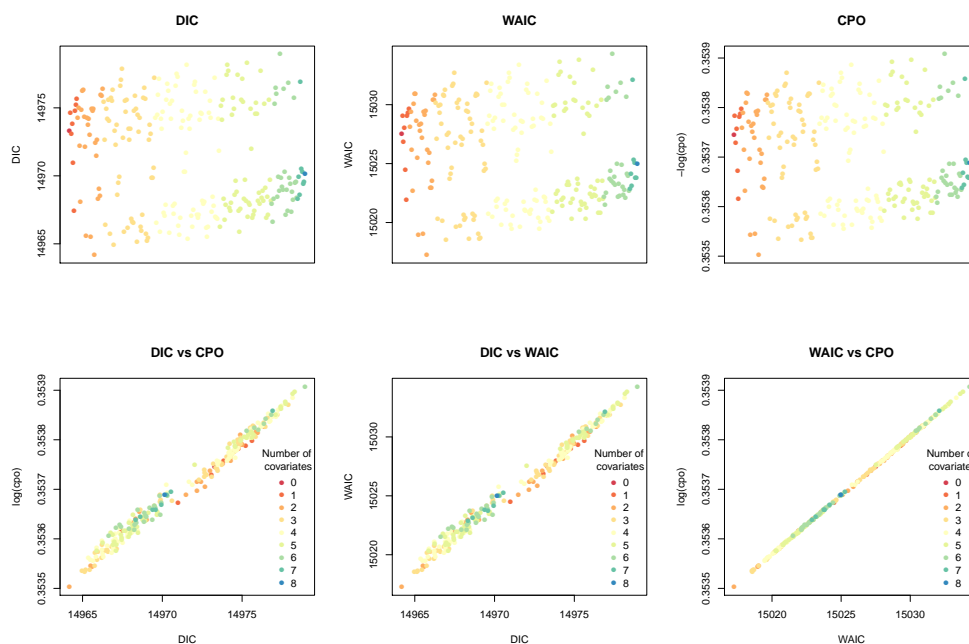 DIC
WAIC
CPO
DIC
14965
14970
14975
WAIC
15020
15025
15030
−log(cpo)
0.3535
0.3536
0.3537
0.3538
0.3539
DIC vs CPO
DIC vs WAIC
WAIC vs CPO
log(cpo)
0.3535
0.3536
0.3537
0.3538
0.3539
Number of
covariates
0
1
2
3
4
5
6
7
8
14965
14970
14975
DIC
WAIC
15020
15025
15030
Number of
covariates
0
1
2
3
4
5
6
7
8
14965
14970
14975
DIC
log(cpo)
0.3535
0.3536
0.3537
0.3538
0.3539
Number of
covariates
0
1
2
3
4
5
6
7
8
15020
15025
15030
WAIC